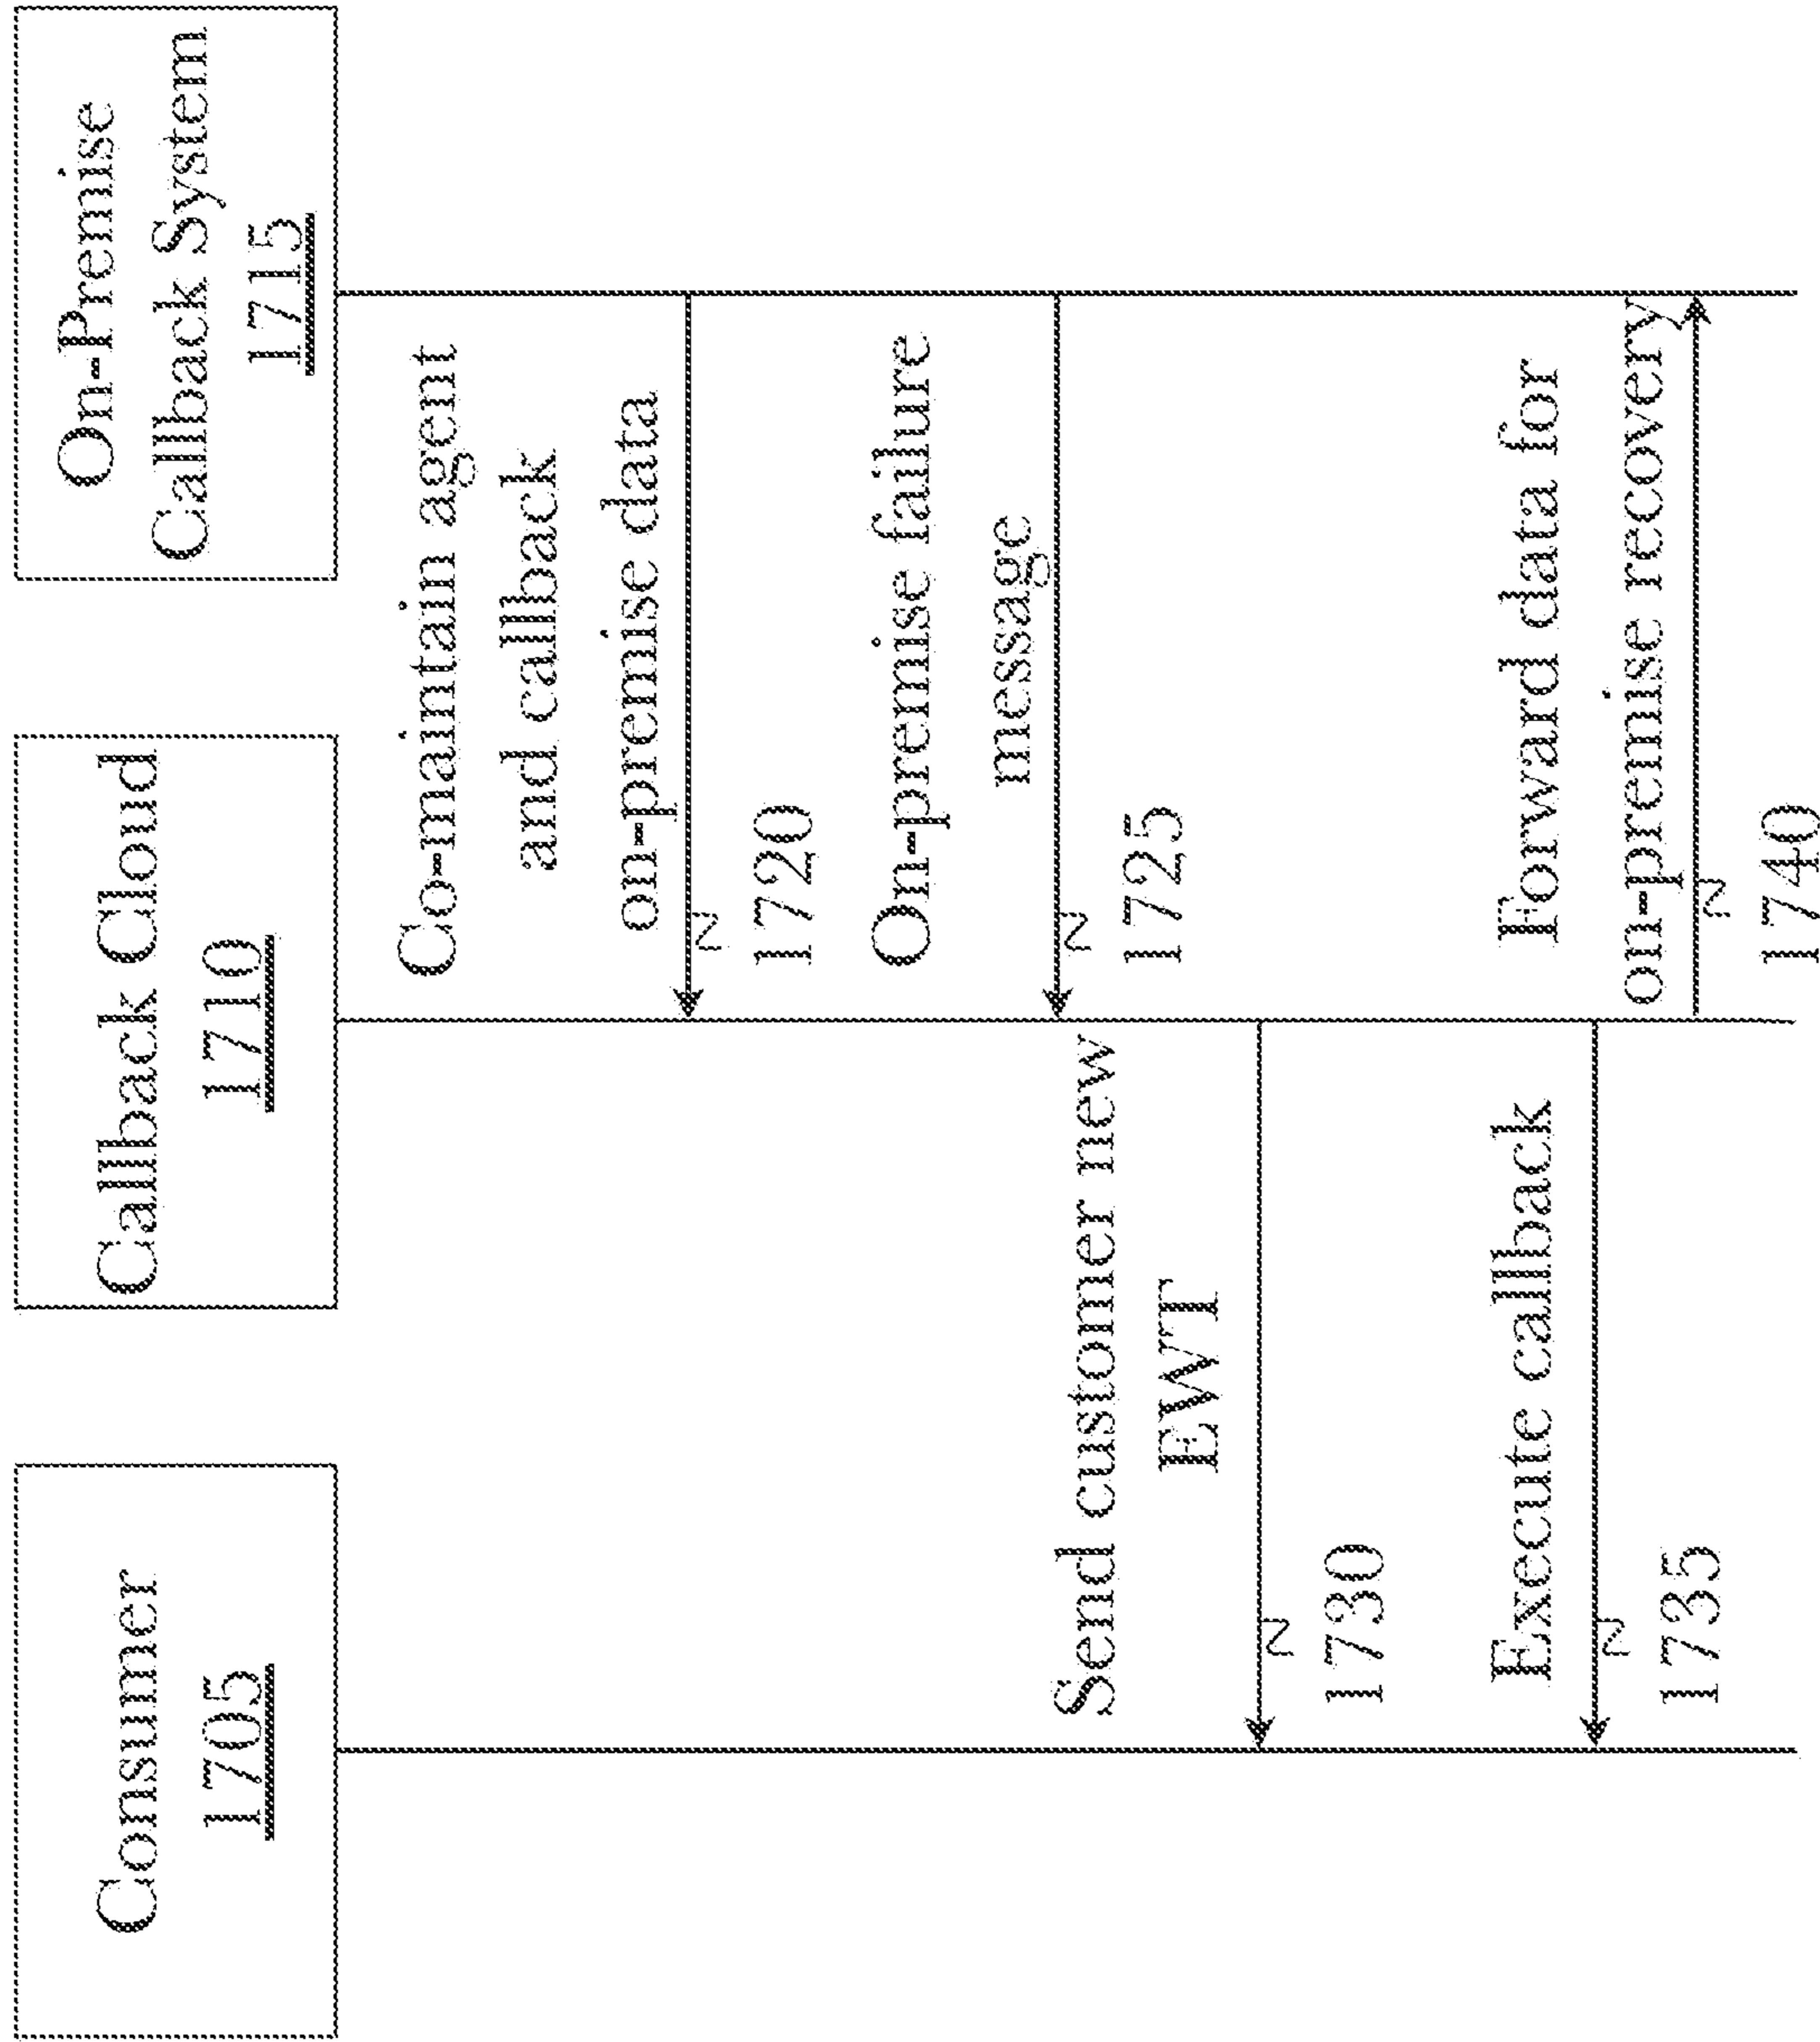 Consumer
1705
Callback Cloud
1710
On-Premise
Callback System
1715
Co-maintain agent
and callback
on-premise data
1720
On-premise failure
message
1725
Send customer new
EWT
1730
Execute callback
1735
Forward data for
on-premise recovery
1740